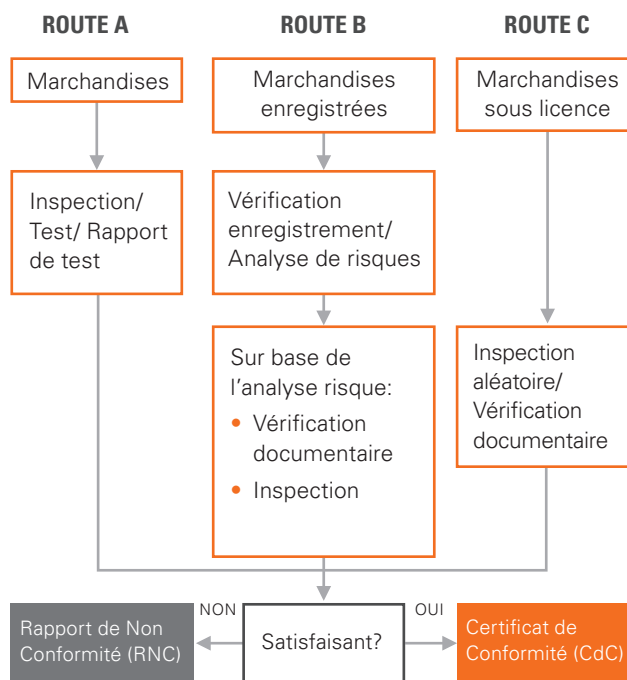 ROUTE A
ROUTE B
ROUTE C
Marchandises
Marchandises
enregistrées
Marchandises
sous licence
Inspection/
Test/ Rapport
de test
Vérification
enregistrement/
Analyse de risques
Sur base de
l'analyse risque:
• Vérification
documentaire
• Inspection
Inspection
aléatoire/
Vérification
documentaire
Rapport de Non
Conformité (RNC)
NON
Satisfaisant?
OUI
Certificat de
Conformité (CdC)